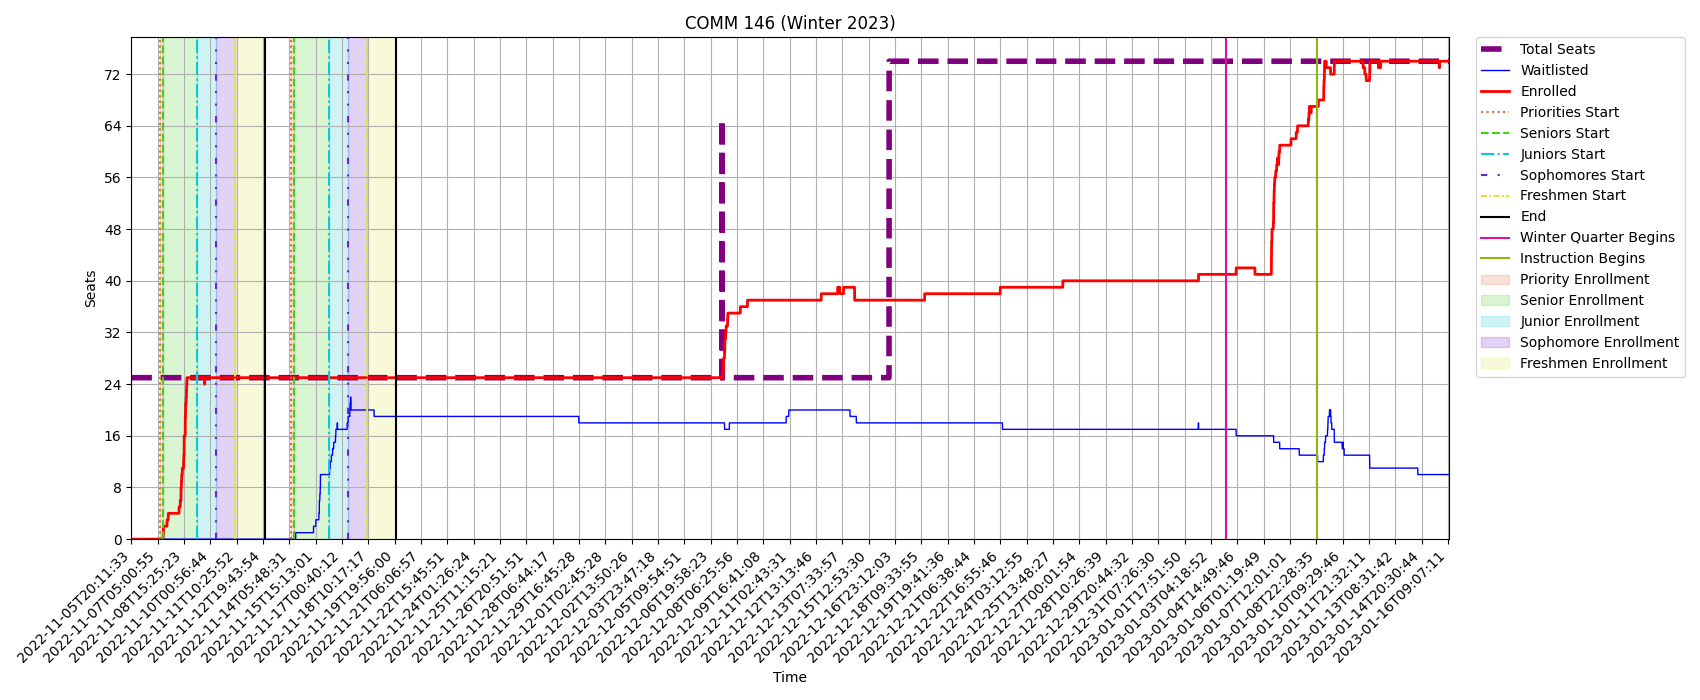 COMM 146 (Winter 2023)
Seats
72
64
56
48
40
32
24
16
8
0
2022-11-05T20:11:33
2022-11-07T05:00:55
2022-11-08T15:25:23
2022-11-10T00:56:44
2022-11-11T10:25:52
2022-11-12T19:43:54
2022-11-14T05:48:31
2022-11-15T15:13:01
2022-11-17T00:40:12
2022-11-18T10:17:17
2022-11-19T19:56:00
2022-11-21T06:06:57
2022-11-22T15:45:51
2022-11-24T01:26:24
2022-11-25T11:15:21
2022-11-26T20:51:51
2022-11-28T06:44:17
2022-11-29T16:45:28
2022-12-01T02:45:28
2022-12-02T13:50:26
2022-12-03T23:47:18
2022-12-05T09:54:51
2022-12-06T19:58:23
2022-12-08T06:25:56
2022-12-09T16:41:08
2022-12-11T02:43:31
2022-12-12T13:13:46
2022-12-13T07:33:57
2022-12-15T12:53:30
2022-12-16T23:12:03
2022-12-18T09:33:55
2022-12-19T19:41:36
2022-12-21T06:38:44
2022-12-22T16:55:46
2022-12-24T03:12:55
2022-12-25T13:48:27
2022-12-27T00:01:54
2022-12-28T10:26:39
2022-12-29T20:44:32
2022-12-31T07:26:30
2023-01-01T17:51:50
2023-01-03T04:18:52
2023-01-04T14:49:46
2023-01-06T01:19:49
2023-01-07T12:01:01
2023-01-08T22:28:35
2023-01-10T09:29:46
2023-01-11T21:32:11
2023-01-13T08:31:42
2023-01-14T20:30:44
2023-01-16T09:07:11
Time
Total Seats
Waitlisted
Enrolled
Priorities Start
Seniors Start
Juniors Start
Sophomores Start
Freshmen Start
End
Winter Quarter Begins
Instruction Begins
Priority Enrollment
Senior Enrollment
Junior Enrollment
Sophomore Enrollment
Freshmen Enrollment